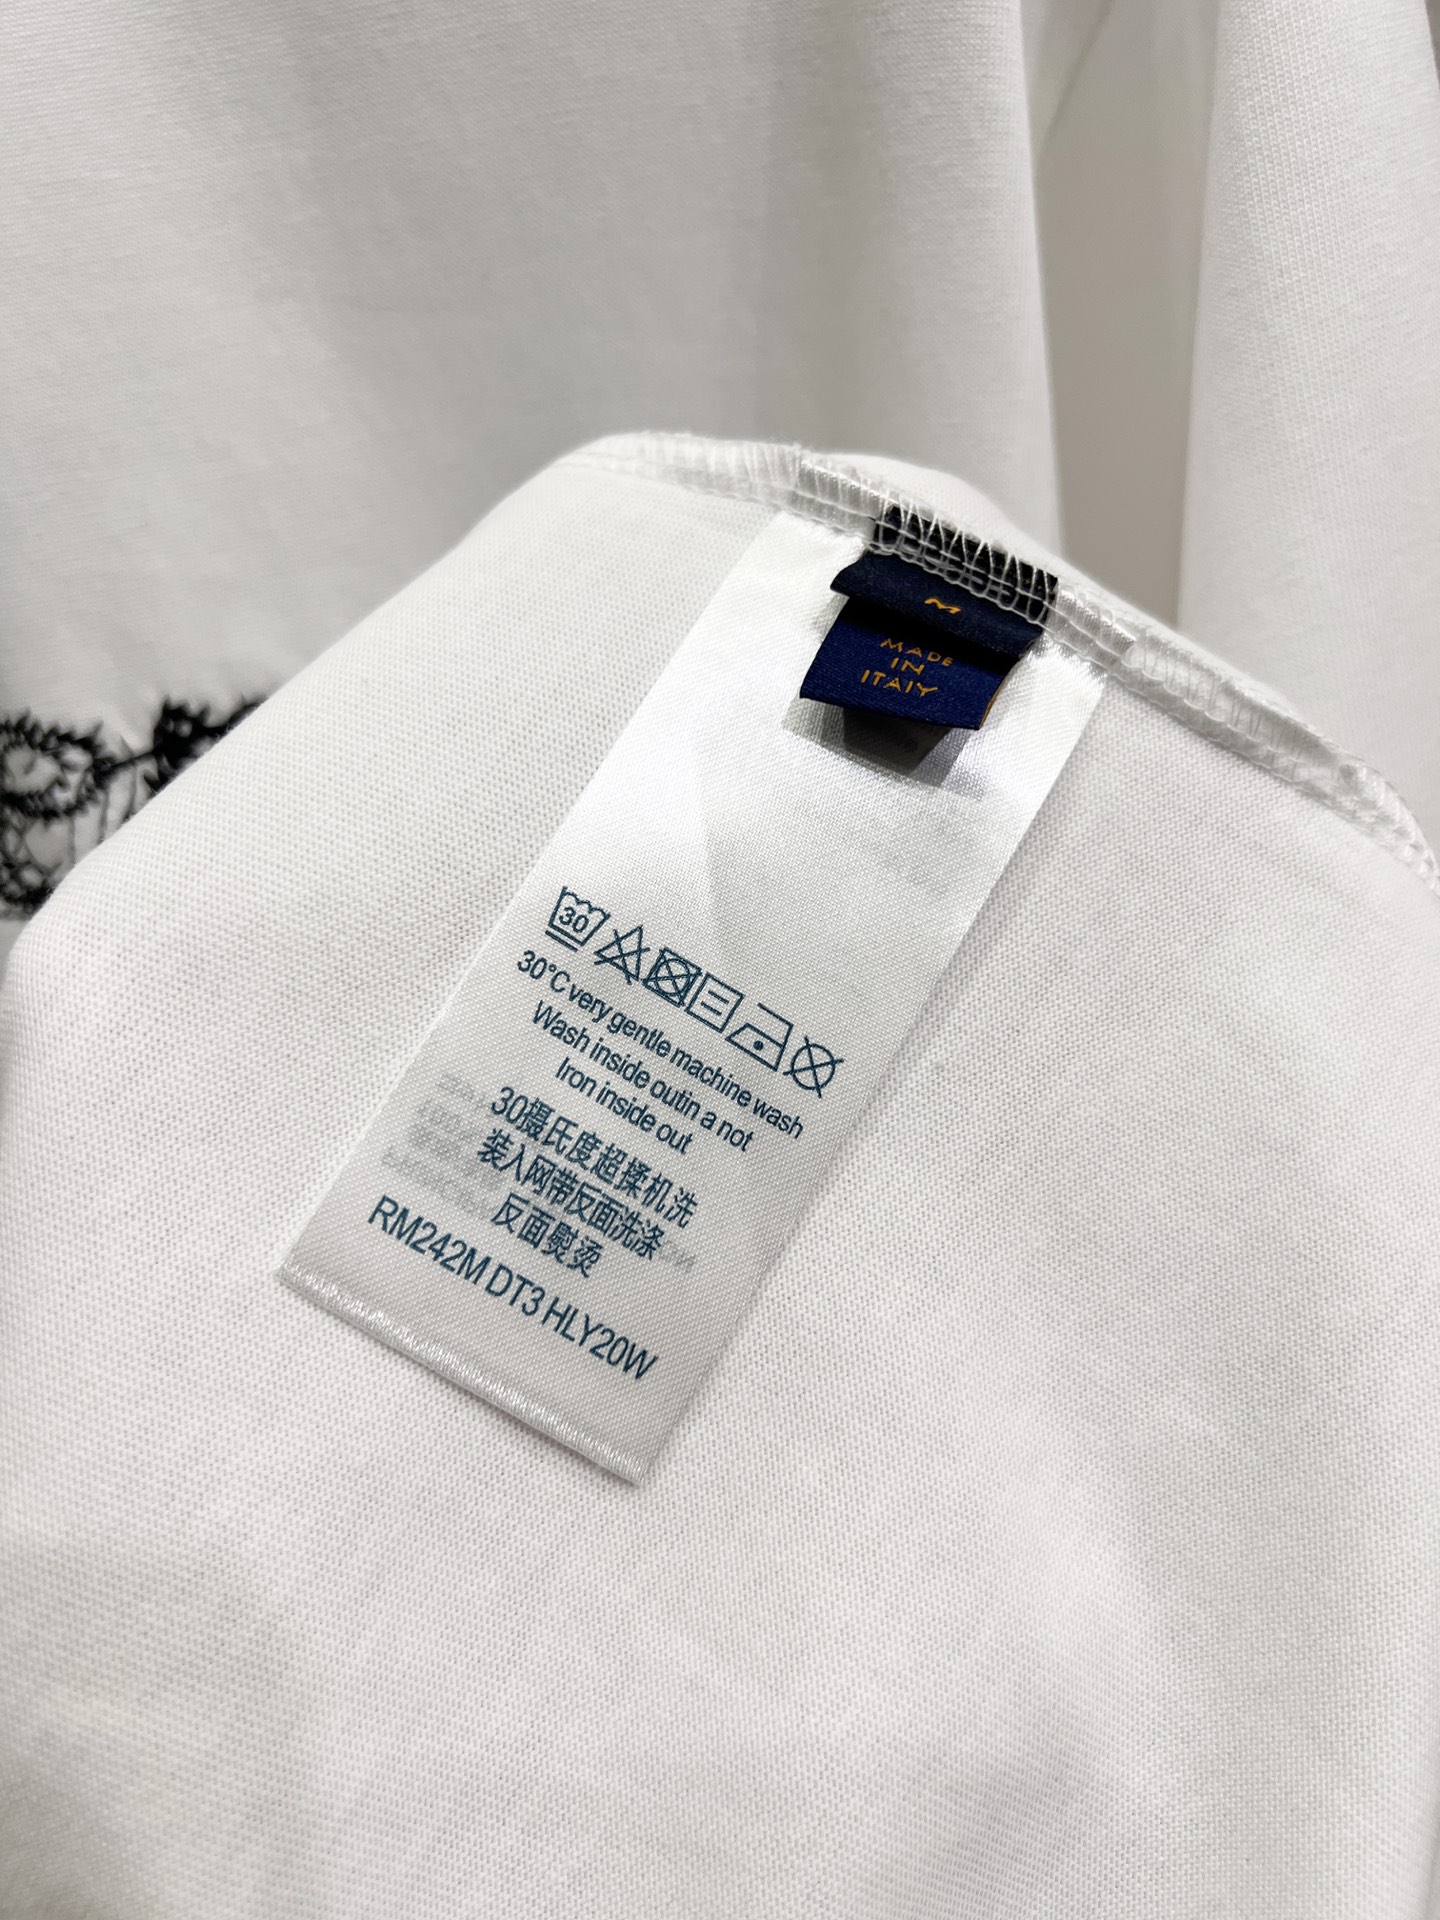 M
MADE
IN
ITALY
30
30°C very gentle machine wash
Wash inside outin a not
Iron inside out
30摄氏度超揉机洗
装入网带反面洗涤
反面熨烫
RM242M DT3 HLY20W